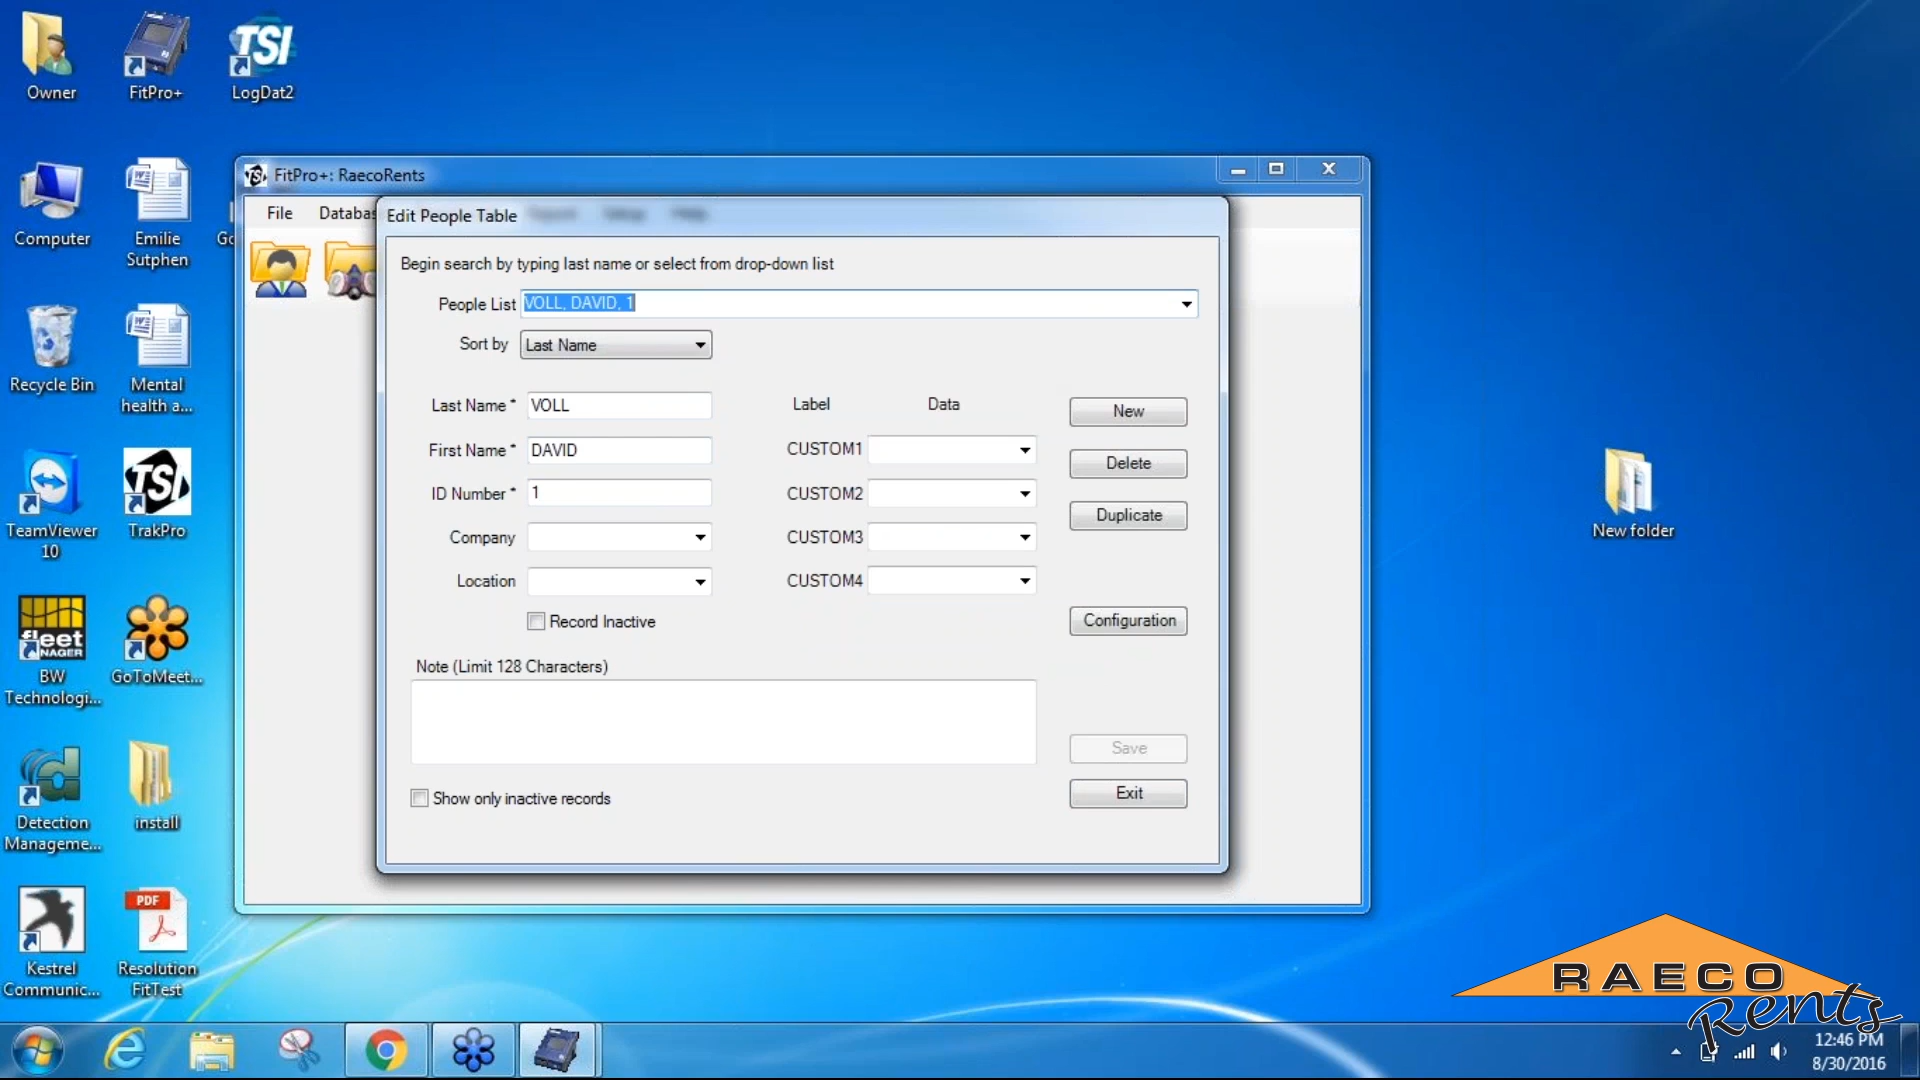 Owner
FitPro+
TSI
LogDat2
Computer
Emilie
Sutphen
Recycle Bin
Mental
health a...
TeamViewer
10
TSI
TrakPro
fleet
BW
Technologi...
GoToMeet...
Detection
Manageme...
install
Kestrel
Communic...
PDF
Resolution
FitTest
New folder
FitPro+: RaecoRents
File
Databas
Edit People Table
Begin search by typing last name or select from drop-down list
People List
VOLL, DAVID, 1
Sort by
Last Name
Last Name *
VOLL
Label
Data
New
First Name *
DAVID
CUSTOM1
Delete
ID Number *
1
CUSTOM2
Duplicate
Company
CUSTOM3
Location
CUSTOM4
Record Inactive
Configuration
Note (Limit 128 Characters)
Save
Show only inactive records
Exit
RAECO
Rents
12:46 PM
8/30/2016